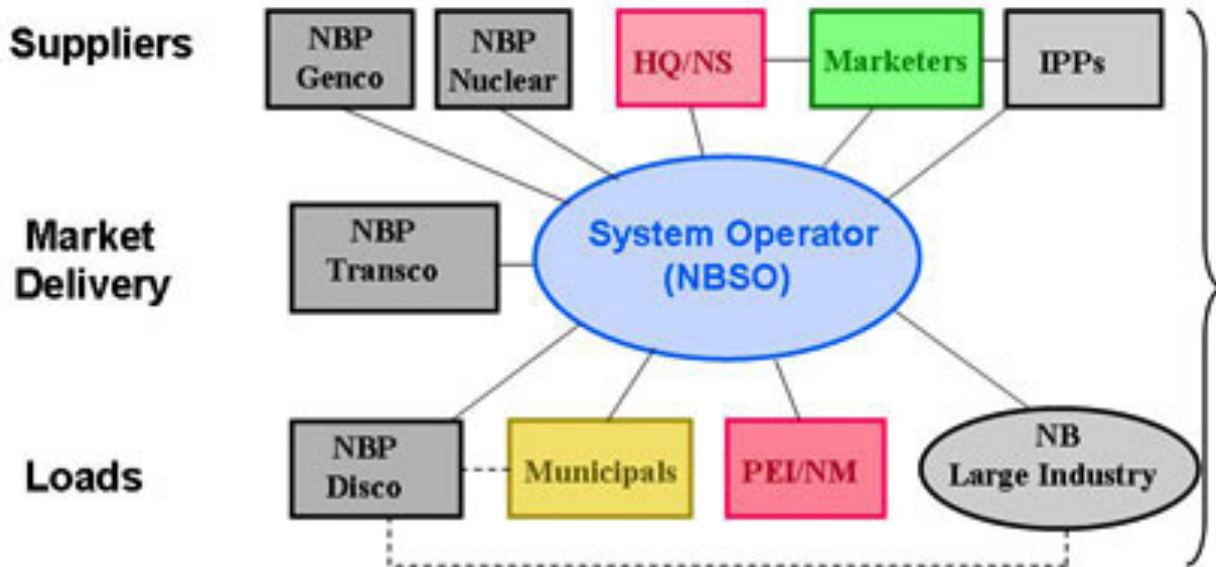 Suppliers
NBP
Genco
NBP
Nuclear
HQ/NS
Marketers
IPPs
Market
Delivery
NBP
Transco
System Operator
(NBSO)
Loads
NBP
Disco
Municipals
PEI/NM
NB
Large Industry